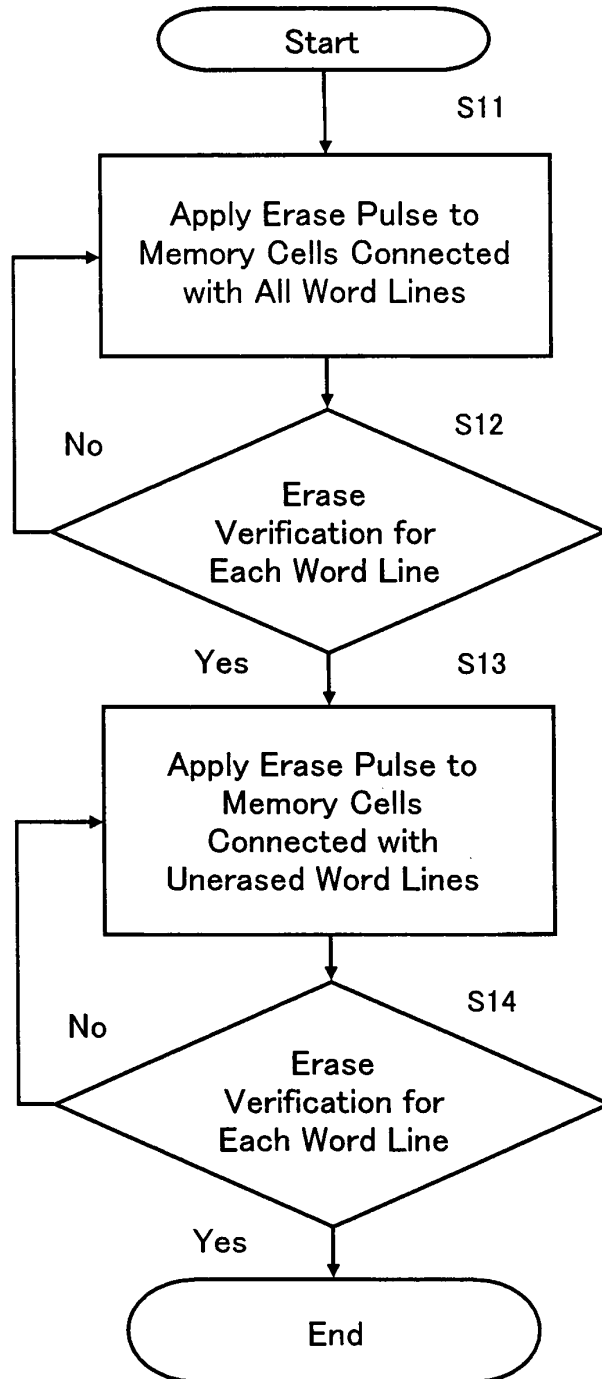 Start
S11
Apply Erase Pulse to
Memory Cells Connected
with All Word Lines
S12
No
Erase
Verification for
Each Word Line
Yes
S13
Apply Erase Pulse to
Memory Cells
Connected with
Unerased Word Lines
S14
No
Erase
Verification for
Each Word Line
Yes
End